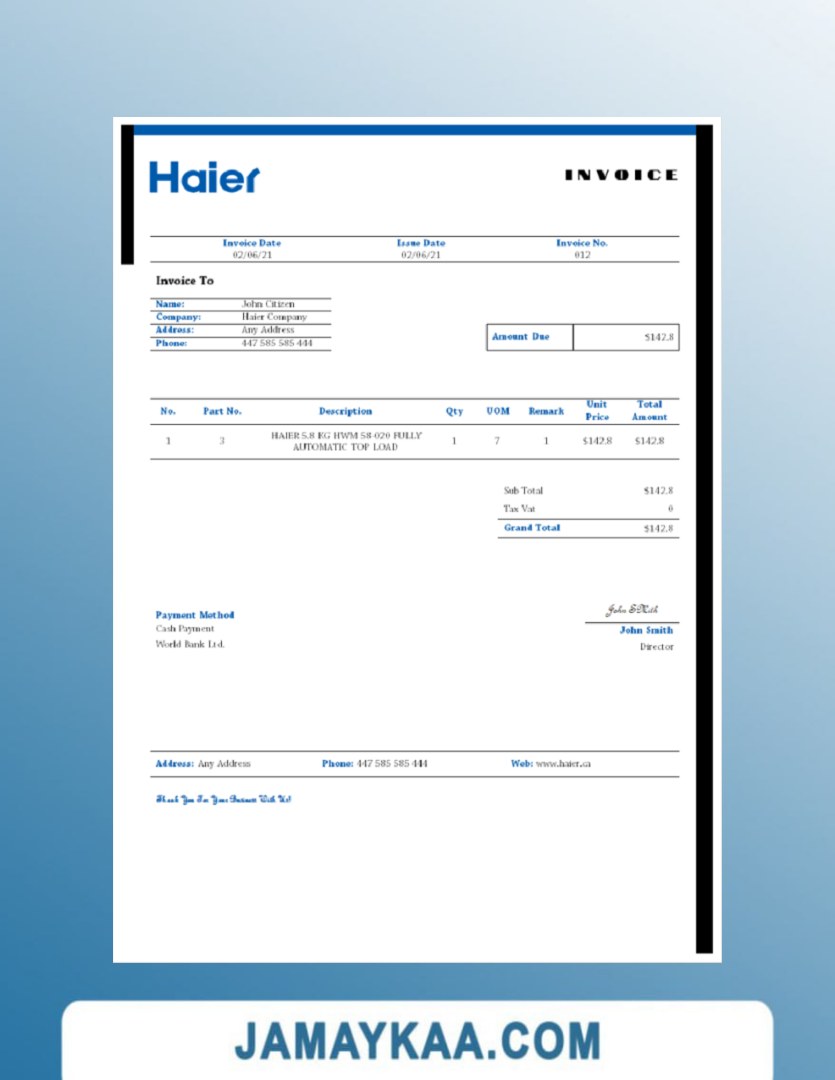 Haier
INVOICE
Invoice Date Issue Date Invoice No.
02/06/21 02/06/21 012
Invoice To
Name: John Citizen
Company: Haier Company
Address: Any Address
Phone: 447 585 585 444
Amount Due $142.8
No. Part No. Description Qty UOM Remark Unit Price Total Amount
1 3 HAIER 5.8 KG HWM 58-020 FULLY AUTOMATIC TOP LOAD 1 7 1 $142.8 $142.8
Sub Total $142.8
Tax Vat 0
Grand Total $142.8
John SMith
Payment Method
John Smith
Cash Payment
World Bank Ltd.
Director
Address: Any Address Phone: 447 585 585 444 Web: www.haier.ca
Thank You For Your Business With Us!
JAMAYKAA.COM